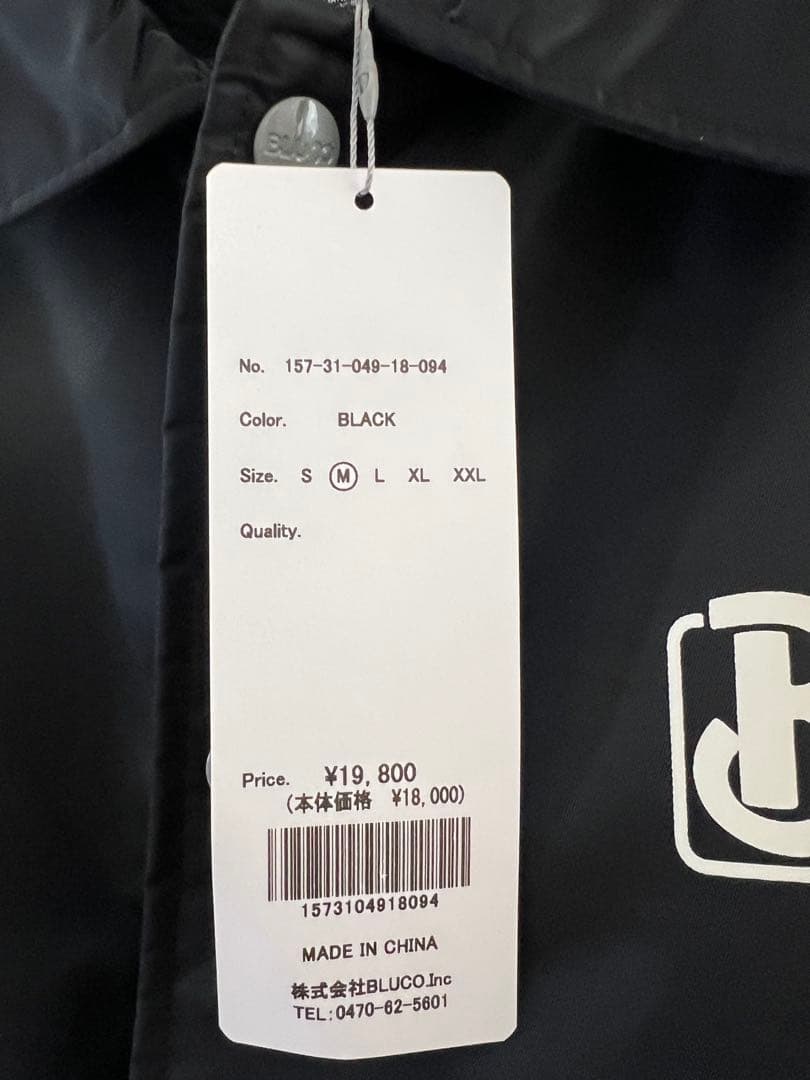 BLUCO
No. 157-31-049-18-094
Color. BLACK
Size. S M L XL XXL
Quality.
Price. ¥19,800
(本体価格 ¥18,000)
1573104918094
MADE IN CHINA
株式会社BLUCO.Inc
TEL:0470-62-5601